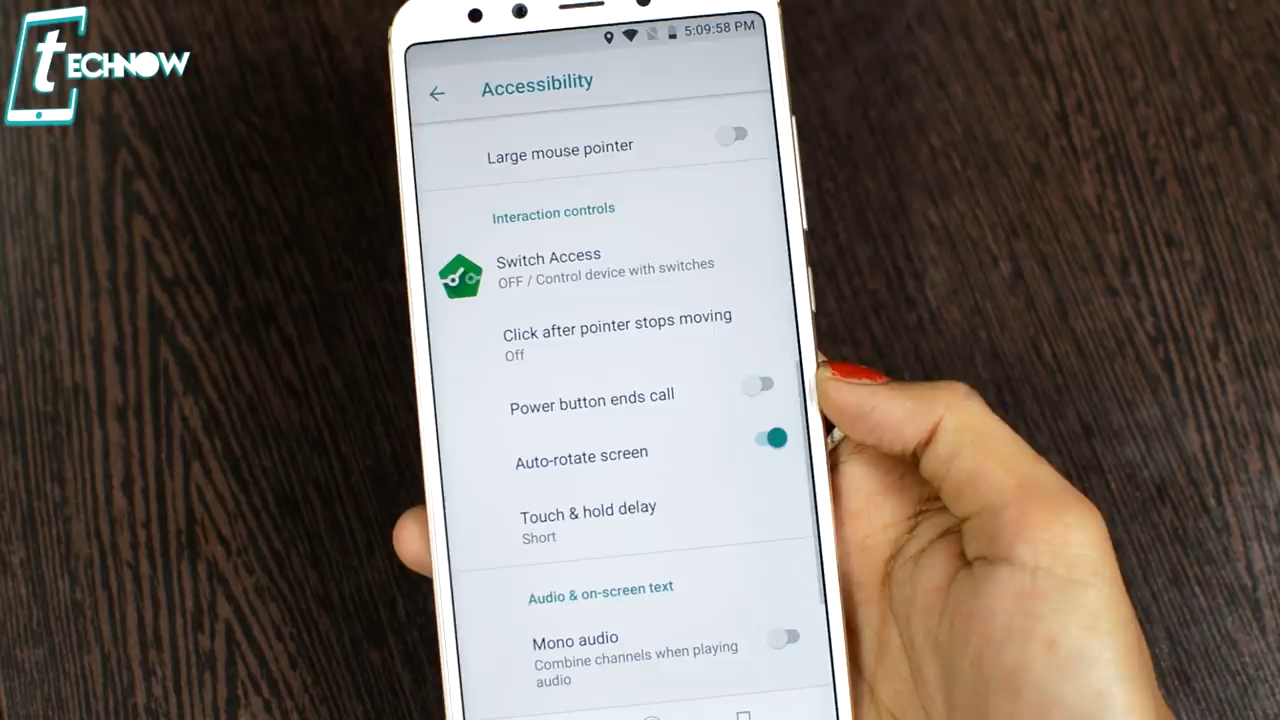 tECHNOW
5:09:58 PM
Accessibility
Large mouse pointer
Interaction controls
Switch Access
OFF / Control device with switches
Click after pointer stops moving
Off
Power button ends call
Auto-rotate screen
Touch & hold delay
Short
Audio & on-screen text
Mono audio
Combine channels when playing
audio